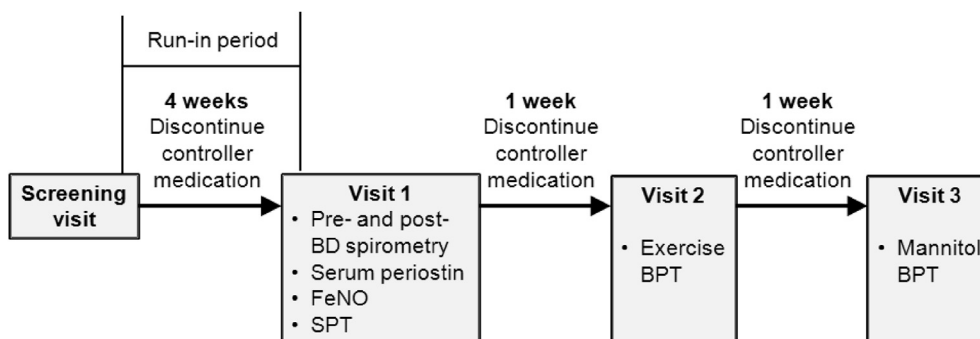 Run-in period
4 weeks
Discontinue
controller
medication
1 week
Discontinue
controller
medication
1 week
Discontinue
controller
medication
Screening
visit
Visit 1
• Pre- and post-
BD spirometry
• Serum periostin
• FeNO
• SPT
Visit 2
• Exercise
BPT
Visit 3
• Mannitol
BPT